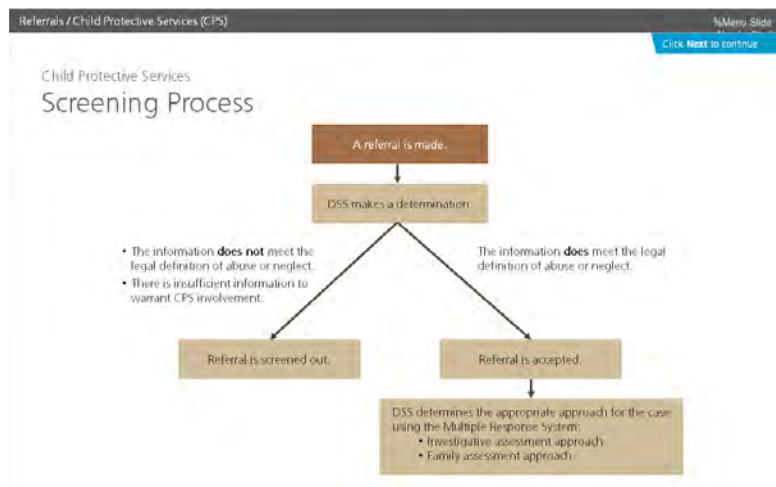 Referrals / Child Protective Services (CPS)
%Menu Slide
Click Next to continue
Child Protective Services
Screening Process
A referral is made.
DSS makes a determination.
• The information does not meet the
legal definition of abuse or neglect.
• There is insufficient information to
warrant CPS involvement.
The information does meet the legal
definition of abuse or neglect.
Referral is screened out.
Referral is accepted.
DSS determines the appropriate approach for the case
using the Multiple Response System:
• Investigative assessment approach
• Family assessment approach